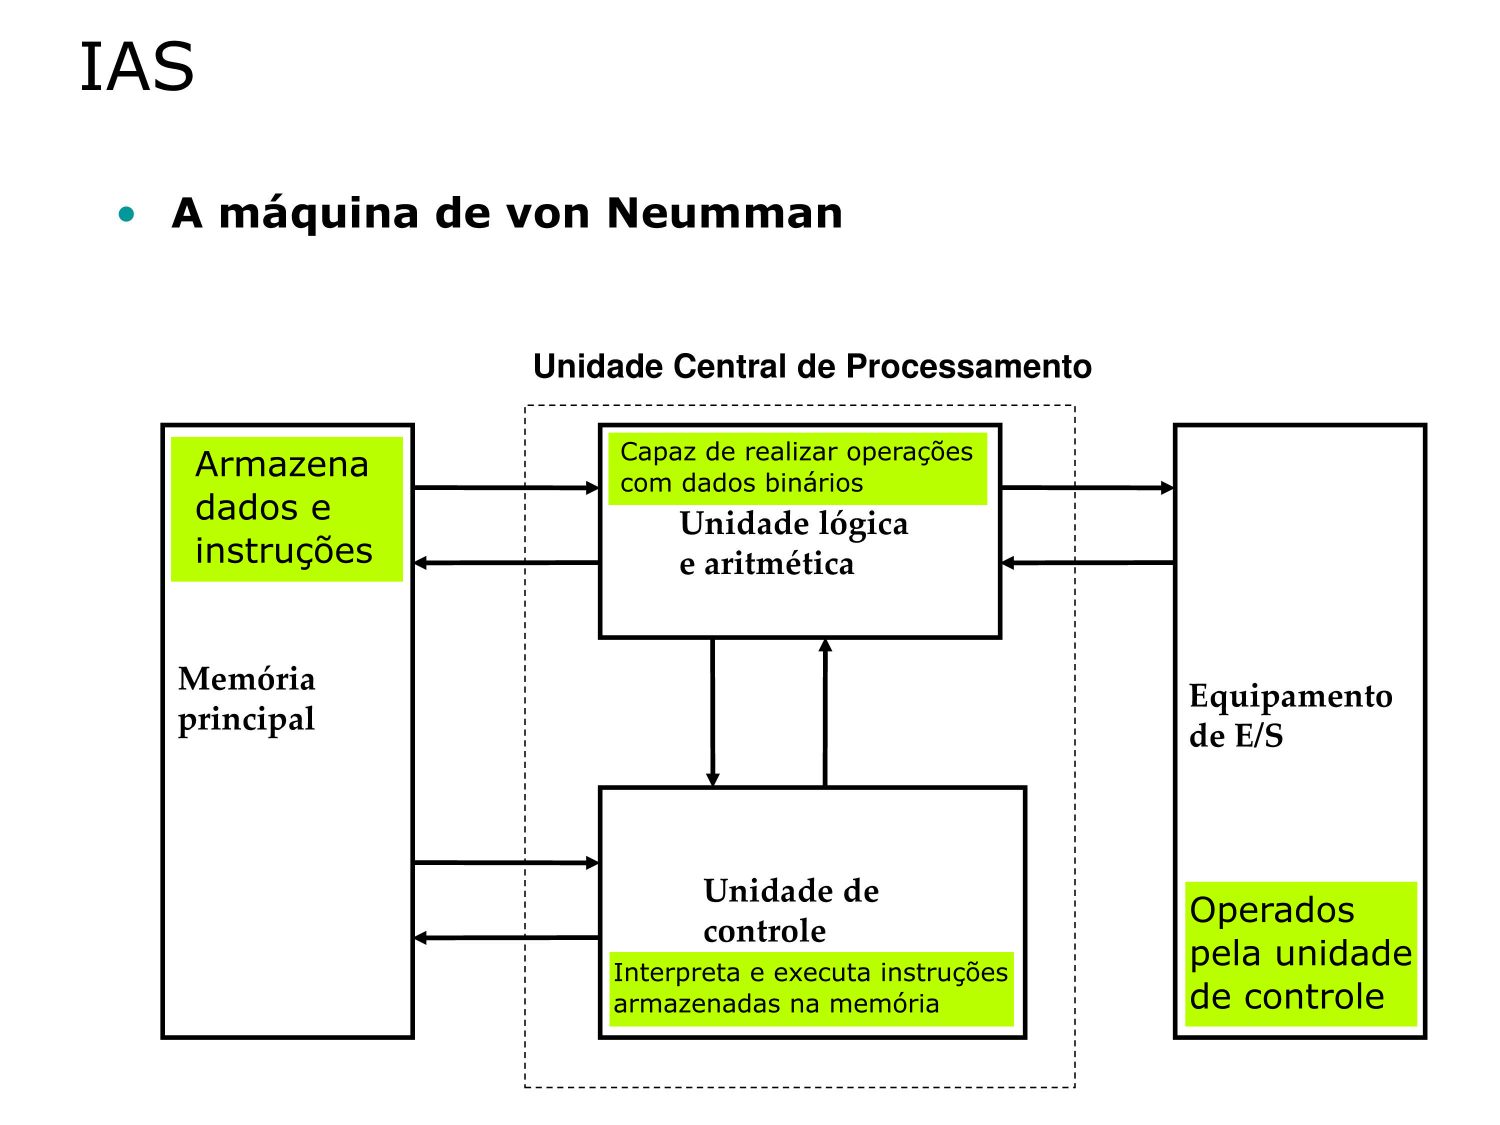 IAS
• A máquina de von Neumman
Unidade Central de Processamento
Armazena
dados e
instruções
Memória
principal
Capaz de realizar operações
com dados binários
Unidade lógica
e aritmética
Unidade de
controle
Interpreta e executa instruções
armazenadas na memória
Equipamento
de E/S
Operados
pela unidade
de controle